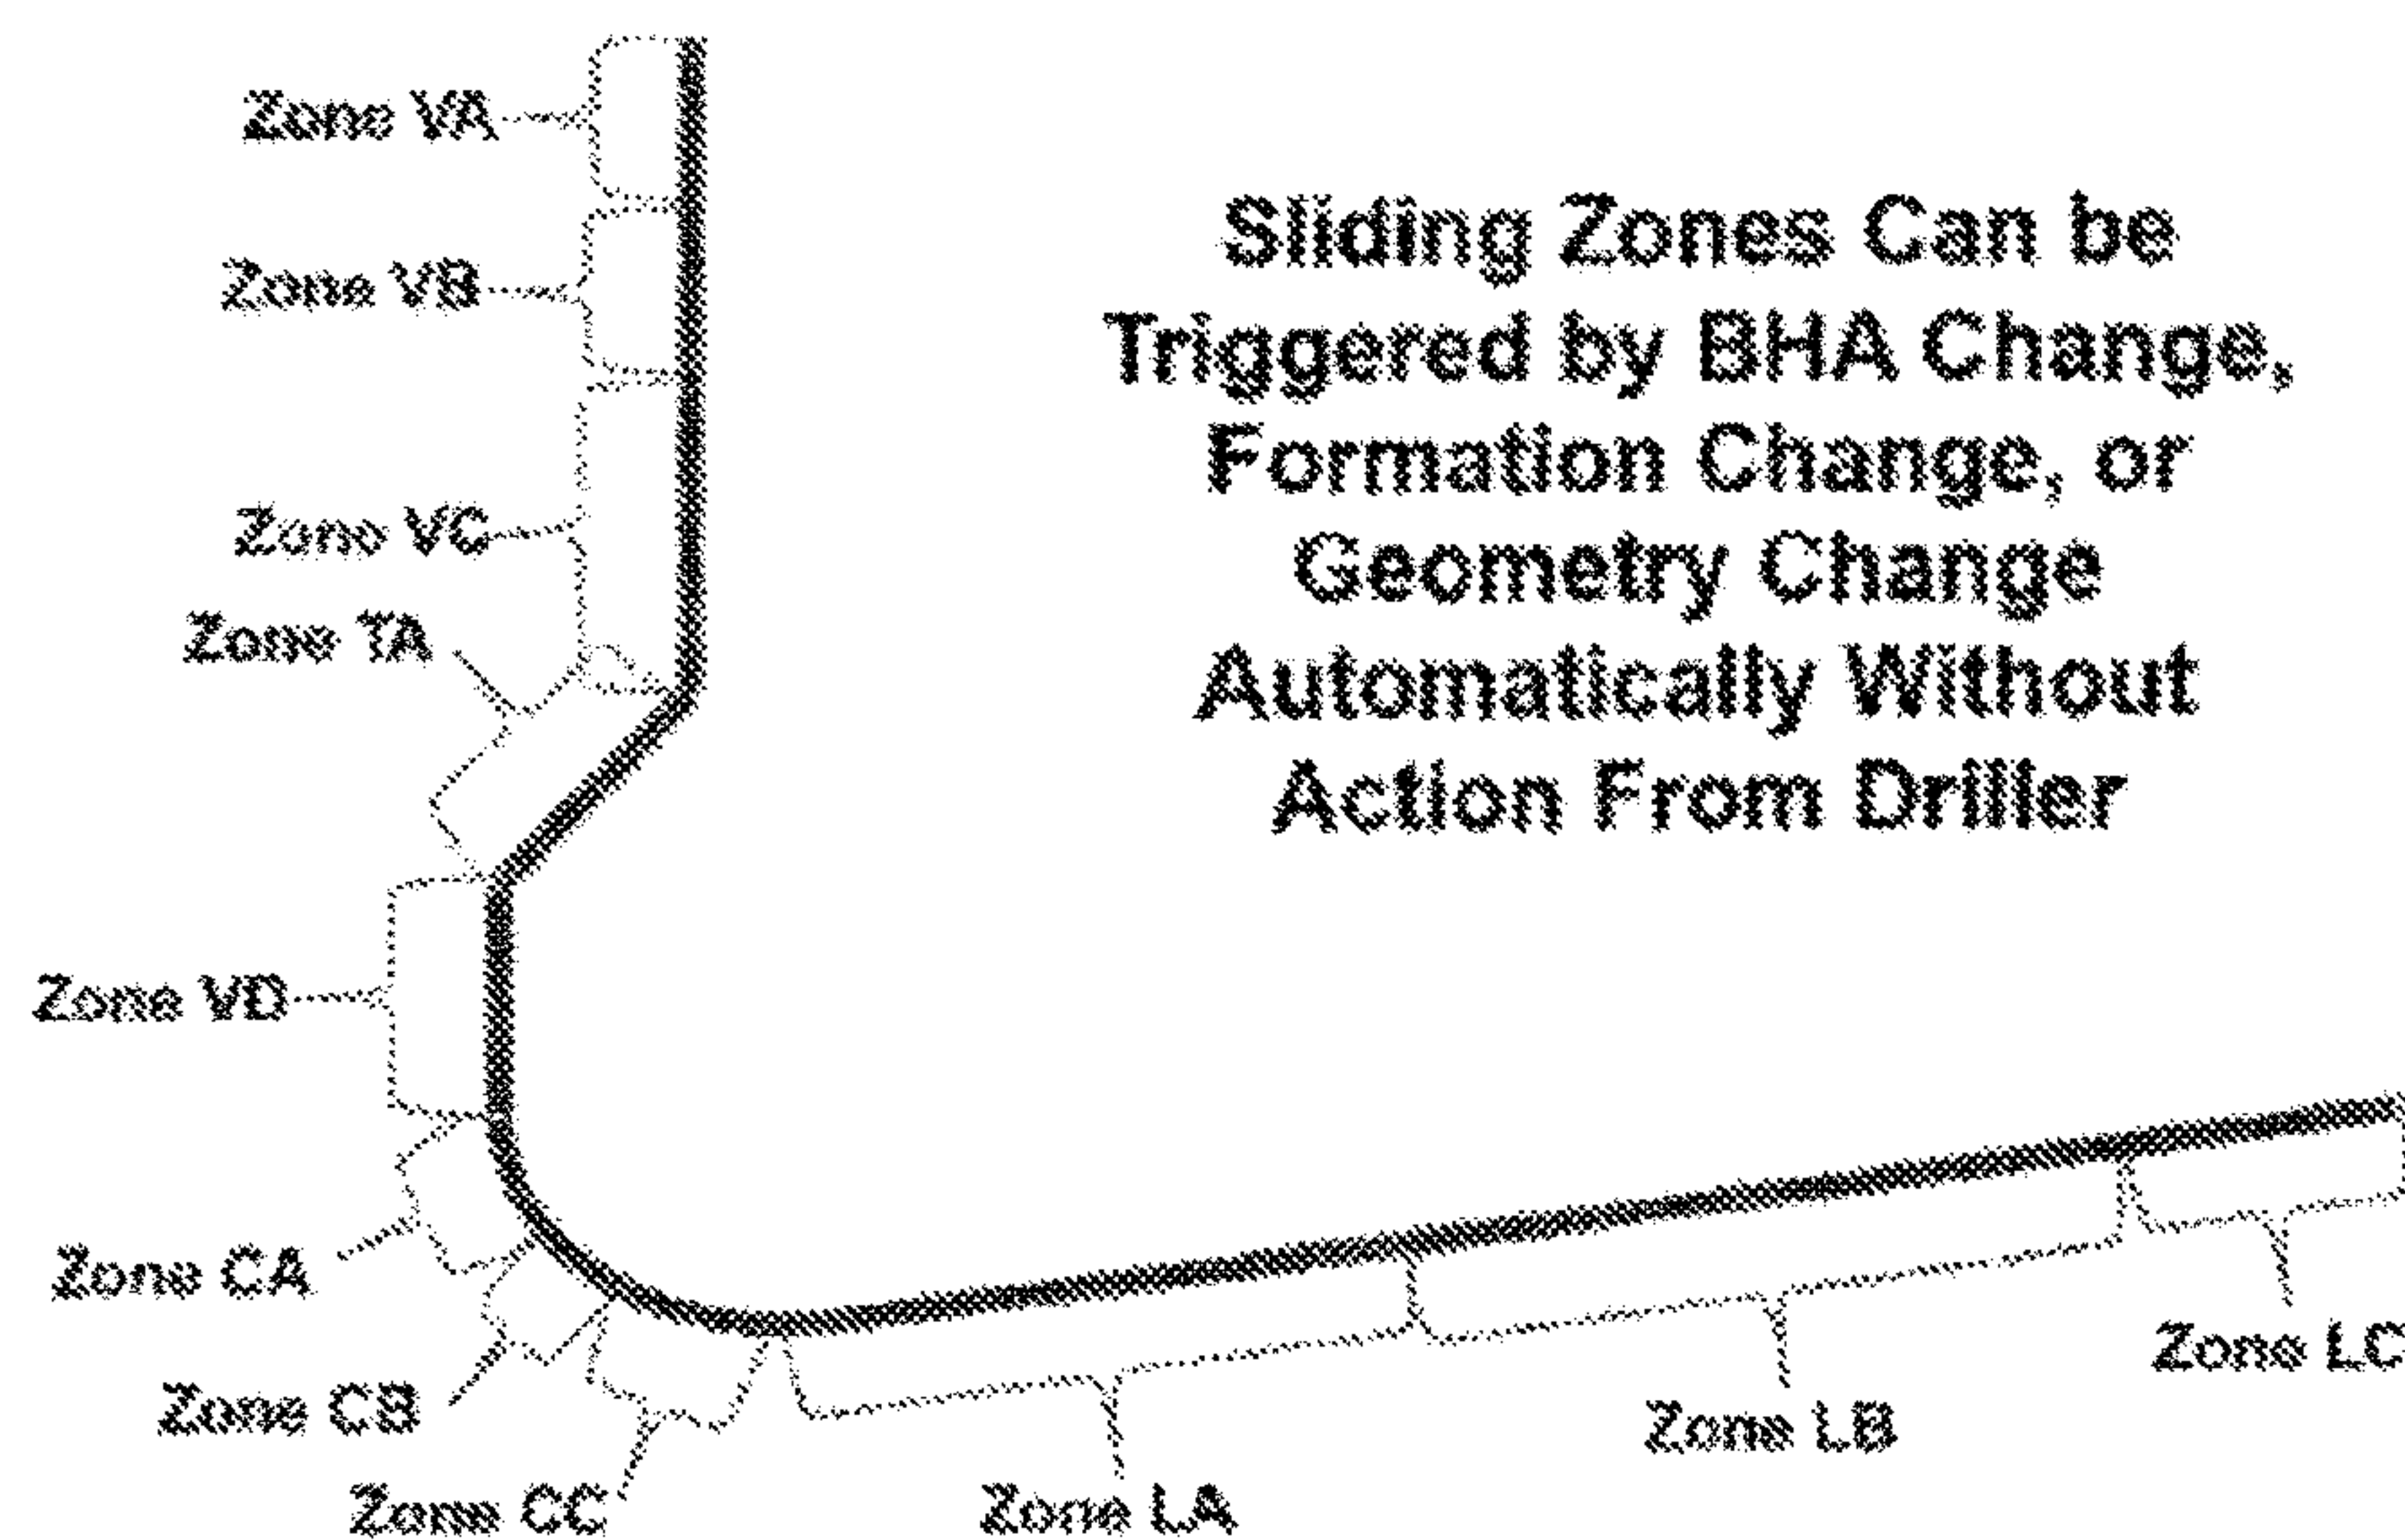 Zone VA
Zone VB
Zone VC
Zone TA
Zone VD
Zone CA
Zone CB
Zone CC
Zone LA
Zone LB
Zone LC
Sliding Zones Can be
Triggered by BHA Change,
Formation Change, or
Geometry Change
Automatically Without
Action From Driller